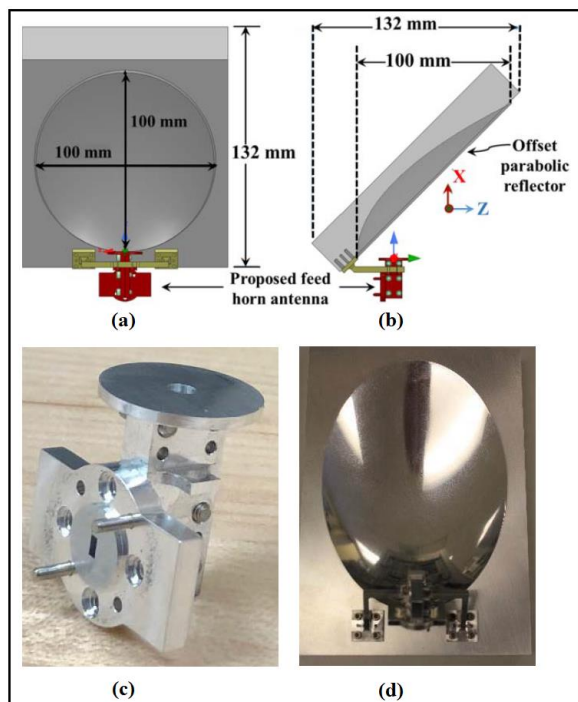 132 mm
100 mm
100 mm
100 mm
132 mm
Offset
parabolic
reflector
X
Z
Proposed feed
horn antenna
(a)
(b)
(c)
(d)